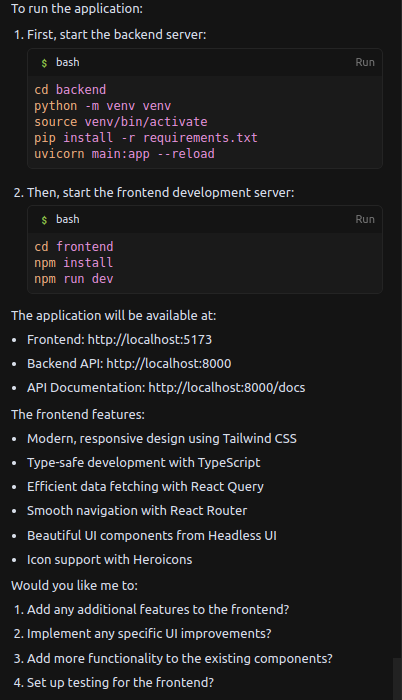 To run the application:
1. First, start the backend server:
$ bash Run
cd backend
python -m venv venv
source venv/bin/activate
pip install -r requirements.txt
uvicorn main:app --reload
2. Then, start the frontend development server:
$ bash Run
cd frontend
npm install
npm run dev
The application will be available at:
• Frontend: http://localhost:5173
• Backend API: http://localhost:8000
• API Documentation: http://localhost:8000/docs
The frontend features:
• Modern, responsive design using Tailwind CSS
• Type-safe development with TypeScript
• Efficient data fetching with React Query
• Smooth navigation with React Router
• Beautiful UI components from Headless UI
• Icon support with Heroicons
Would you like me to:
1. Add any additional features to the frontend?
2. Implement any specific UI improvements?
3. Add more functionality to the existing components?
4. Set up testing for the frontend?